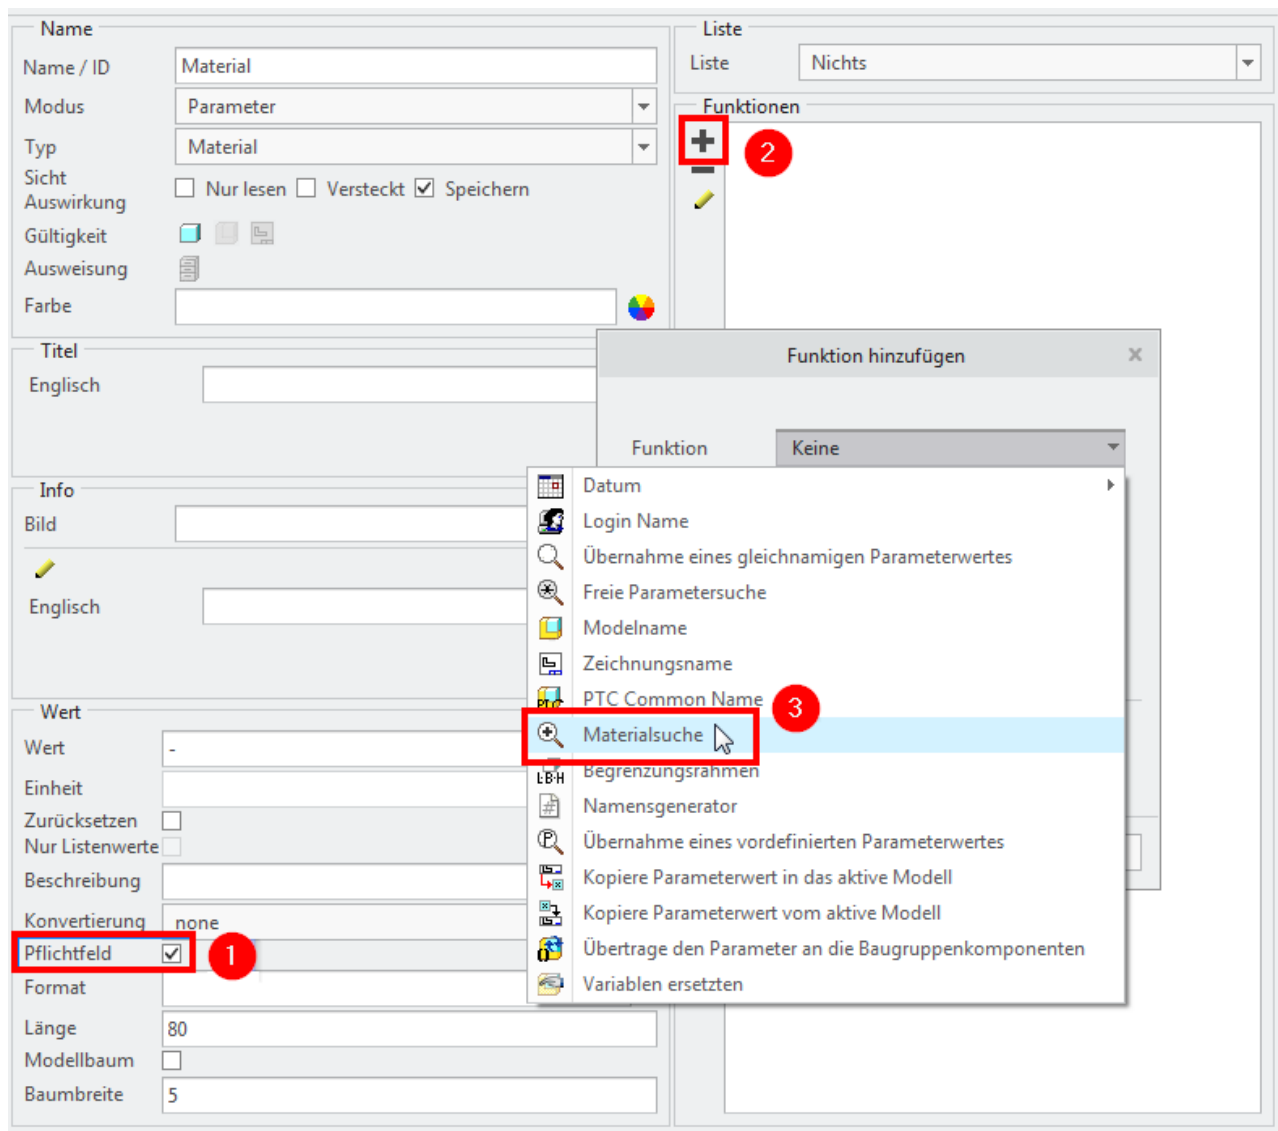 Name
Name / ID Material
Modus Parameter
Typ Material
Sicht
Auswirkung Nur lesen Versteckt Speichern
Gültigkeit
Ausweisung
Farbe
Titel
Englisch
Info
Bild
Englisch
Wert
Wert -
Einheit
Zurücksetzen
Nur Listenwerte
Beschreibung
Konvertierung none
Pflichtfeld 1
Format
Länge 80
Modellbaum
Baumbreite 5
Liste
Liste Nichts
Funktionen
2
Funktion hinzufügen
Funktion Keine
Datum
Login Name
Übernahme eines gleichnamigen Parameterwertes
Freie Parametersuche
Modelname
Zeichnungsname
PTC Common Name
3
Materialsuche
L·B·H Begrenzungsrahmen
Namensgenerator
Übernahme eines vordefinierten Parameterwertes
Kopiere Parameterwert in das aktive Modell
Kopiere Parameterwert vom aktive Modell
Übertrage den Parameter an die Baugruppenkomponenten
Variablen ersetzten